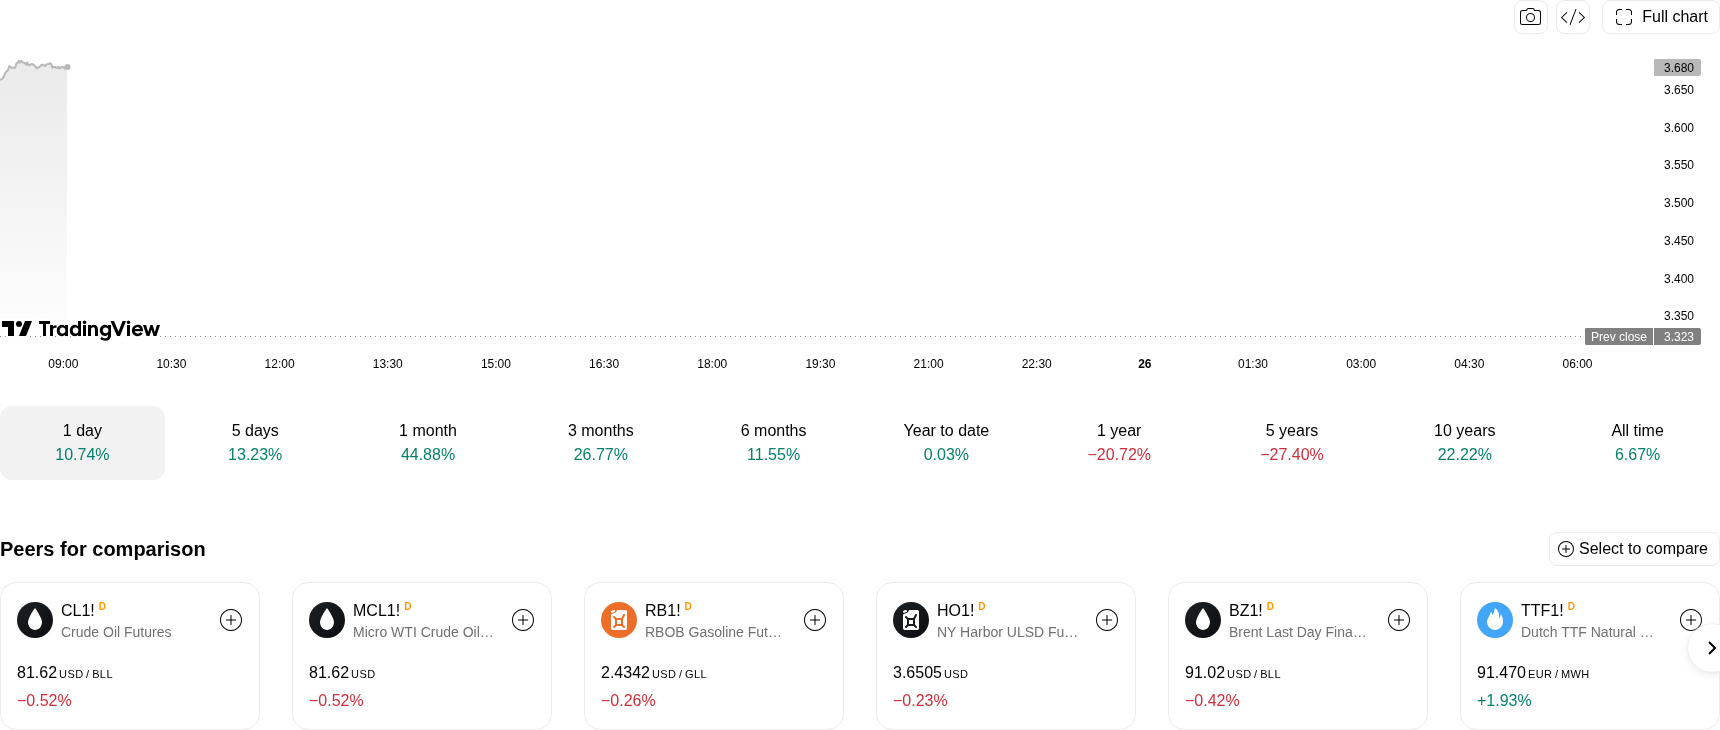 Full chart
3.680
3.650
3.600
3.550
3.500
3.450
3.400
3.350
TradingView
Prev close 3.323
09:00 10:30 12:00 13:30 15:00 16:30 18:00 19:30 21:00 22:30 26 01:30 03:00 04:30 06:00
1 day 5 days 1 month 3 months 6 months Year to date 1 year 5 years 10 years All time
10.74% 13.23% 44.88% 26.77% 11.55% 0.03% −20.72% −27.40% 22.22% 6.67%
Peers for comparison
Select to compare
CL1! D
Crude Oil Futures
81.62 USD / BLL
−0.52%
MCL1! D
Micro WTI Crude Oil…
81.62 USD
−0.52%
RB1! D
RBOB Gasoline Fut…
2.4342 USD / GLL
−0.26%
HO1! D
NY Harbor ULSD Fu…
3.6505 USD
−0.23%
BZ1! D
Brent Last Day Fina…
91.02 USD / BLL
−0.42%
TTF1! D
Dutch TTF Natural …
91.470 EUR / MWH
+1.93%